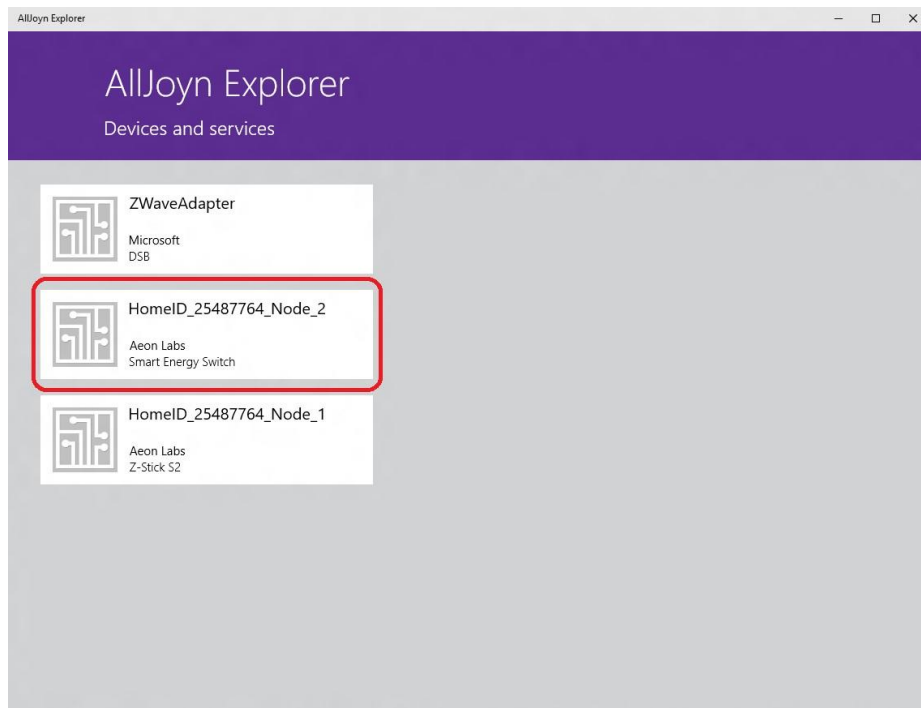 AllJoyn Explorer
AllJoyn Explorer
Devices and services
ZWaveAdapter
Microsoft
DSB
HomeID_25487764_Node_2
Aeon Labs
Smart Energy Switch
HomeID_25487764_Node_1
Aeon Labs
Z-Stick S2